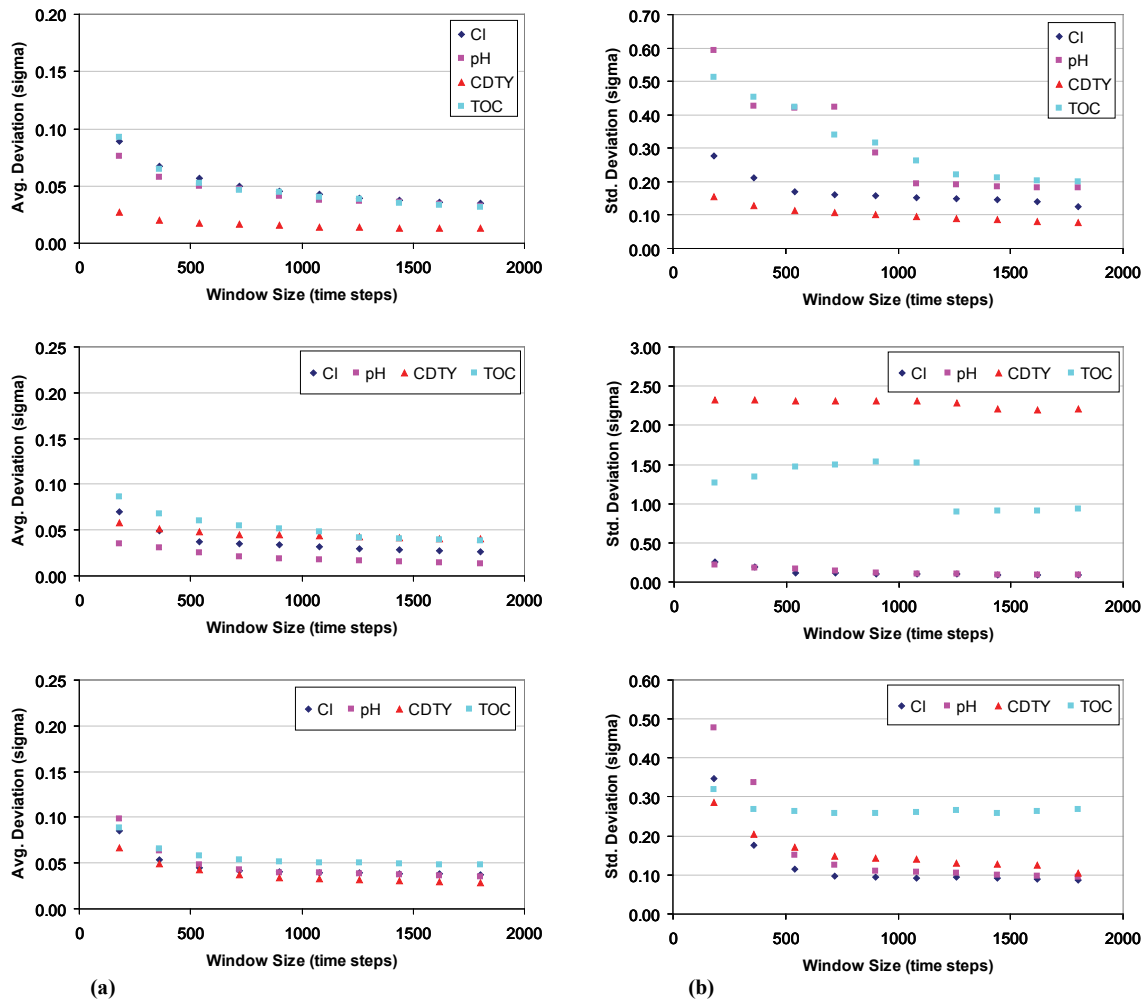 0.20
0.15
0.10
0.05
0.00
Avg. Deviation (sigma)
Cl
pH
CDTY
TOC
0
500
1000
1500
2000
Window Size (time steps)
0.70
0.60
0.50
0.40
0.30
0.20
0.10
0.00
Std. Deviation (sigma)
Cl
pH
CDTY
TOC
0
500
1000
1500
2000
Window Size (time steps)
0.25
0.20
0.15
0.10
0.05
0.00
Avg. Deviation (sigma)
Cl pH CDTY TOC
0
500
1000
1500
2000
Window Size (time steps)
3.00
2.50
2.00
1.50
1.00
0.50
0.00
Std. Deviation (sigma)
Cl pH CDTY TOC
0
500
1000
1500
2000
Window Size (time steps)
0.25
0.20
0.15
0.10
0.05
0.00
Avg. Deviation (sigma)
Cl pH CDTY TOC
0
500
1000
1500
2000
Window Size (time steps)
0.60
0.50
0.40
0.30
0.20
0.10
0.00
Std. Deviation (sigma)
Cl pH CDTY TOC
0
500
1000
1500
2000
Window Size (time steps)
(a)
(b)